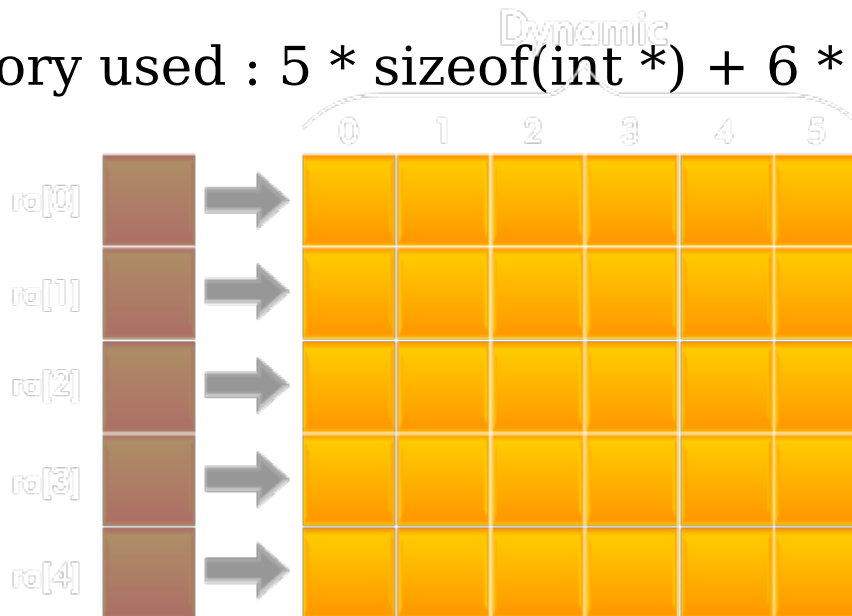 Dynamic
ory used : 5 * sizeof(int *) + 6 *
0 1 2 3 4 5
ra[0]
ra[1]
ra[2]
ra[3]
ra[4]